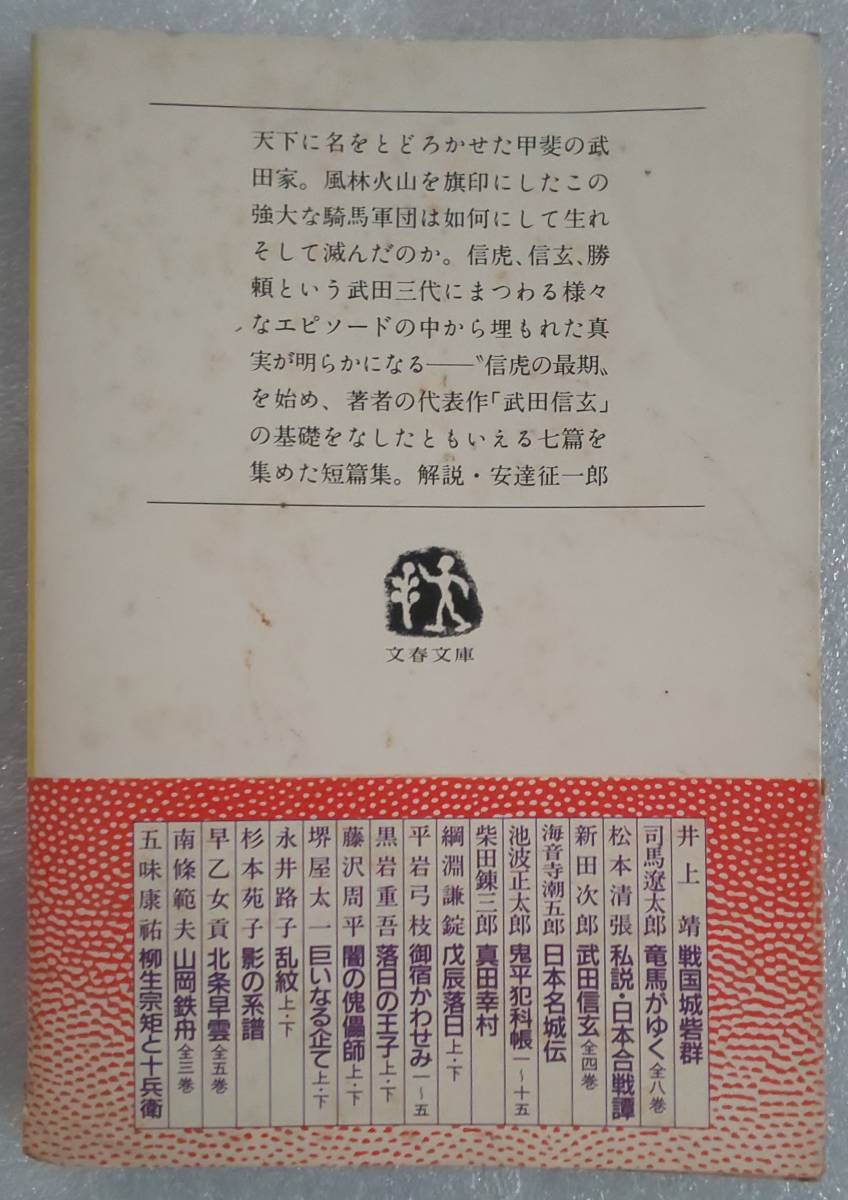 天下に名をとどろかせた甲斐の武
田家。風林火山を旗印にしたこの
強大な騎馬軍団は如何にして生れ
そして滅んだのか。信虎、信玄、勝
頼という武田三代にまつわる様々
なエピソードの中から埋もれた真
実が明らかになる——〝信虎の最期〟
を始め、著者の代表作「武田信玄」
の基礎をなしたともいえる七篇を
集めた短篇集。解説・安達征一郎
文春文庫
井上靖 戦国城砦群
司馬遼太郎 竜馬がゆく 全八巻
松本清張 私説・日本合戦譚
新田次郎 武田信玄 全四巻
海音寺潮五郎 日本名城伝
池波正太郎 鬼平犯科帳 一〜十五
柴田錬三郎 真田幸村
綱淵謙錠 戊辰落日 上・下
平岩弓枝 御宿かわせみ 一〜五
黒岩重吾 落日の王子 上・下
藤沢周平 闇の傀儡師 上・下
堺屋太一 巨いなる企て 上・下
永井路子 乱紋 上・下
杉本苑子 影の系譜
早乙女貢 北条早雲 全五巻
南條範夫 山岡鉄舟 全三巻
五味康祐 柳生宗矩と十兵衛